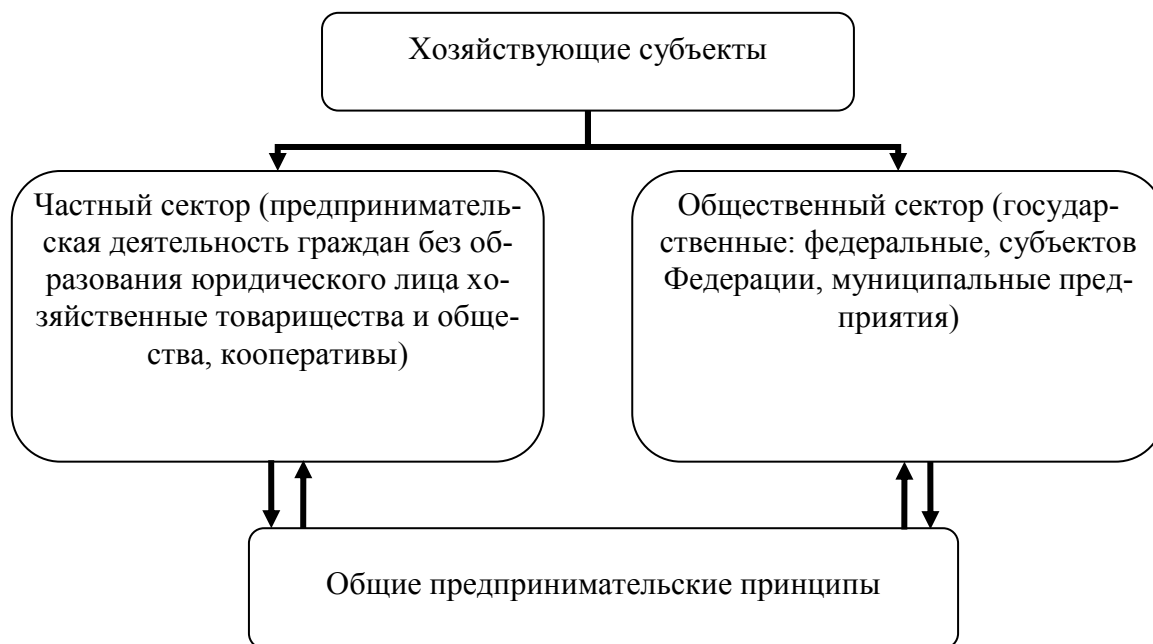 Хозяйствующие субъекты
Частный сектор (предприниматель-
ская деятельность граждан без об-
разования юридического лица хо-
зяйственные товарищества и обще-
ства, кооперативы)
Общественный сектор (государ-
ственные: федеральные, субъектов
Федерации, муниципальные пред-
приятия)
Общие предпринимательские принципы